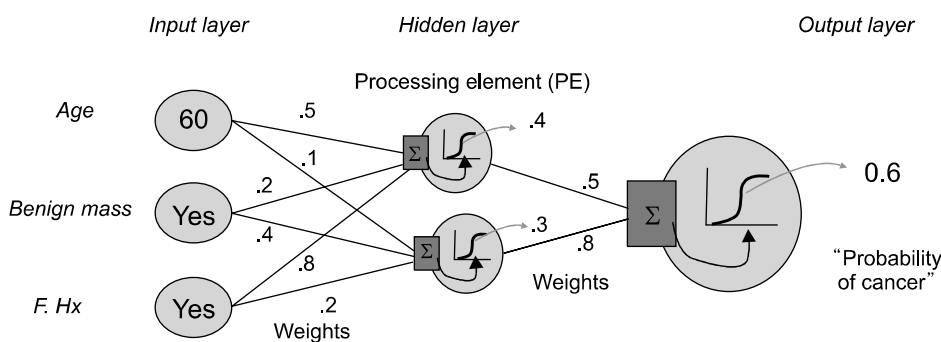 Input layer
Hidden layer
Output layer
Processing element (PE)
Age
60
.5
.1
Σ
.4
Benign mass
Yes
.2
.4
.5
Σ
0.6
.3
Σ
.8
F. Hx
Yes
.8
.2
Weights
Weights
“Probability
of cancer”